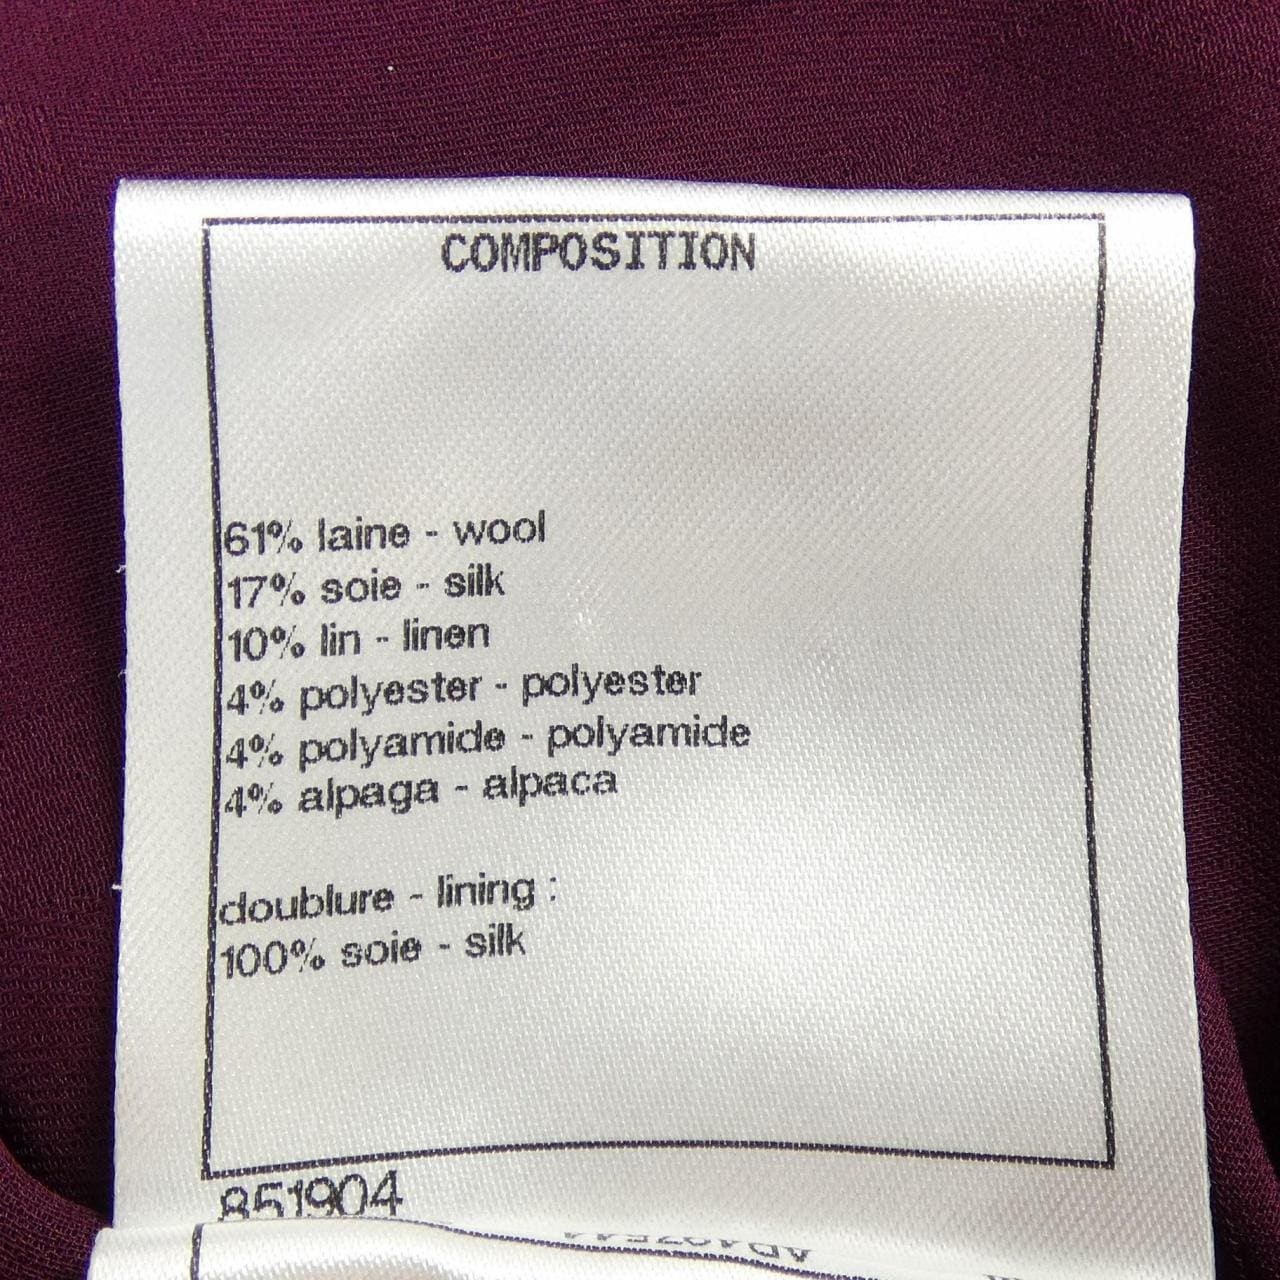 COMPOSITION
61% laine - wool
17% soie - silk
10% lin - linen
4% polyester - polyester
4% polyamide - polyamide
4% alpaga - alpaca
doublure - lining :
100% soie - silk
851904